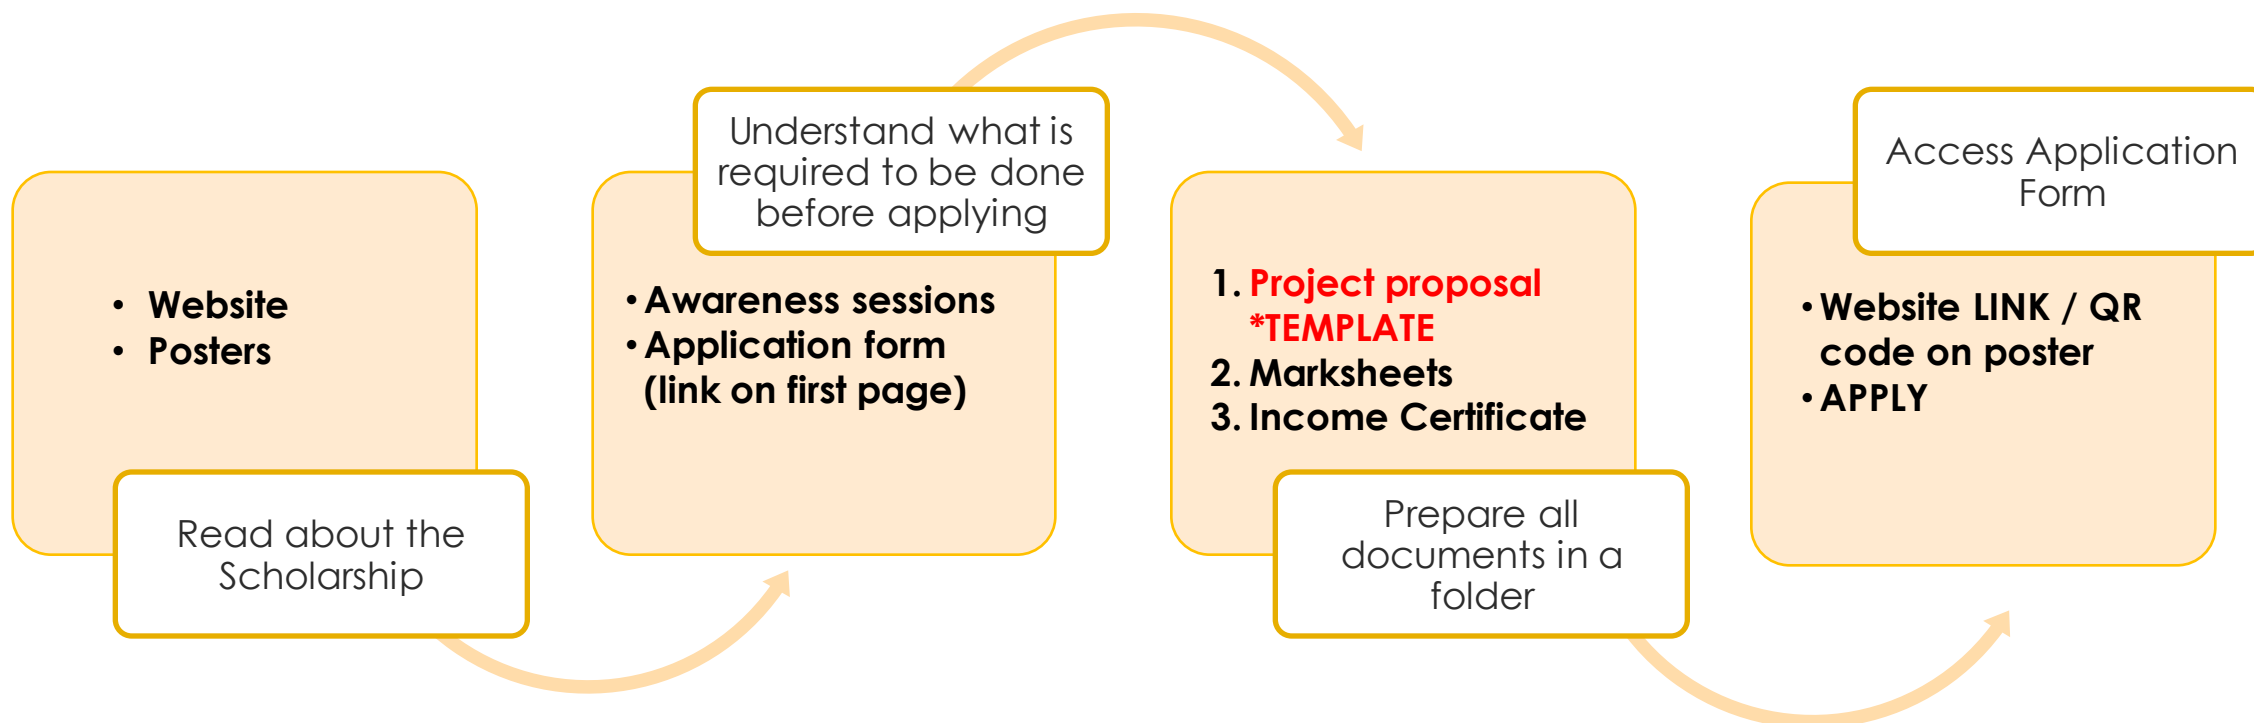 • Website
• Posters
Read about the
Scholarship
Understand what is
required to be done
before applying
• Awareness sessions
• Application form
(link on first page)
1. Project proposal
*TEMPLATE
2. Marksheets
3. Income Certificate
Prepare all
documents in a
folder
Access Application
Form
• Website LINK / QR
code on poster
• APPLY